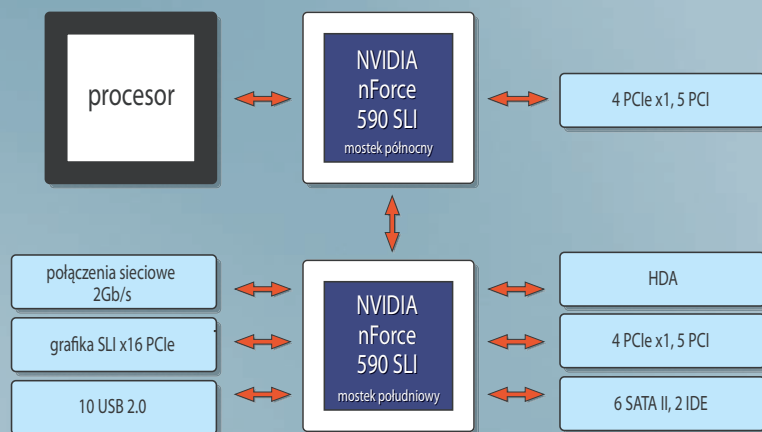 procesor
NVIDIA
nForce
590 SLI
mostek północny
4 PCIe x1, 5 PCI
połączenia sieciowe
2Gb/s
grafika SLI x16 PCIe
10 USB 2.0
NVIDIA
nForce
590 SLI
mostek południowy
HDA
4 PCIe x1, 5 PCI
6 SATA II, 2 IDE